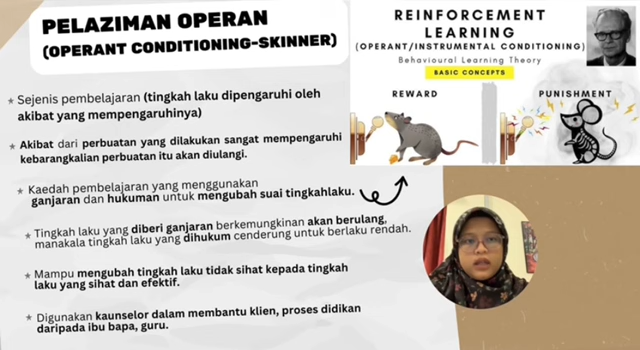 PELAZIMAN OPERAN
(OPERANT CONDITIONING-SKINNER)
* Sejenis pembelajaran (tingkah laku dipengaruhi oleh
akibat yang mempengaruhinya)
* Akibat dari perbuatan yang dilakukan sangat mempengaruhi
kebarangkalian perbuatan itu akan diulangi.
* Kaedah pembelajaran yang menggunakan
ganjaran dan hukuman untuk mengubah suai tingkahlaku.
* Tingkah laku yang diberi ganjaran berkemungkinan akan berulang,
manakala tingkah laku yang dihukum cenderung untuk berlaku rendah.
* Mampu mengubah tingkah laku tidak sihat kepada tingkah
laku yang sihat dan efektif.
* Digunakan kaunselor dalam membantu klien, proses didikan
daripada ibu bapa, guru.
REINFORCEMENT
LEARNING
(OPERANT/INSTRUMENTAL CONDITIONING)
Behavioural Learning Theory
BASIC CONCEPTS
REWARD
PUNISHMENT